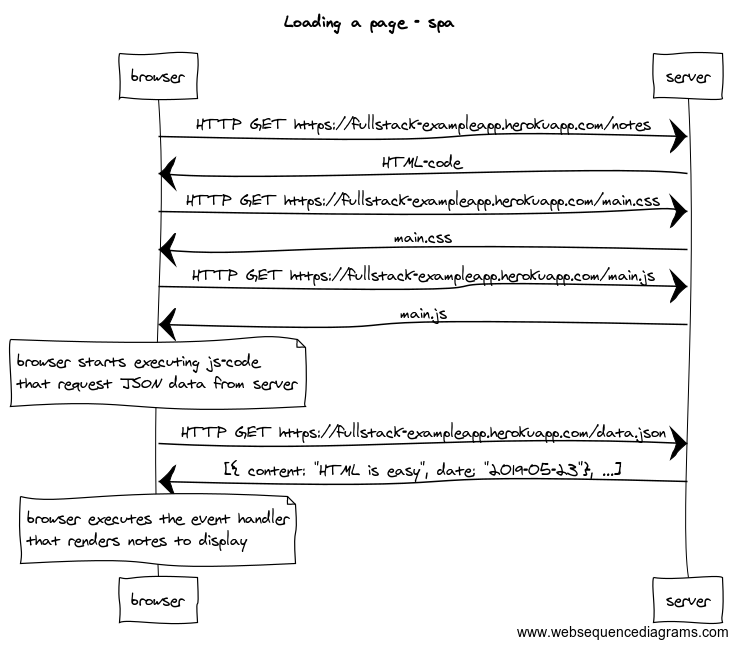 Loading a page - spa
browser
server
HTTP GET https://fullstack-exampleapp.herokuapp.com/notes
HTML-code
HTTP GET https://fullstack-exampleapp.herokuapp.com/main.css
main.css
HTTP GET https://fullstack-exampleapp.herokuapp.com/main.js
main.js
browser starts executing js-code
that request JSON data from server
HTTP GET https://fullstack-exampleapp.herokuapp.com/data.json
[{ content: "HTML is easy", date: "2019-05-23"}, ...]
browser executes the event handler
that renders notes to display
browser
server
www.websequencediagrams.com